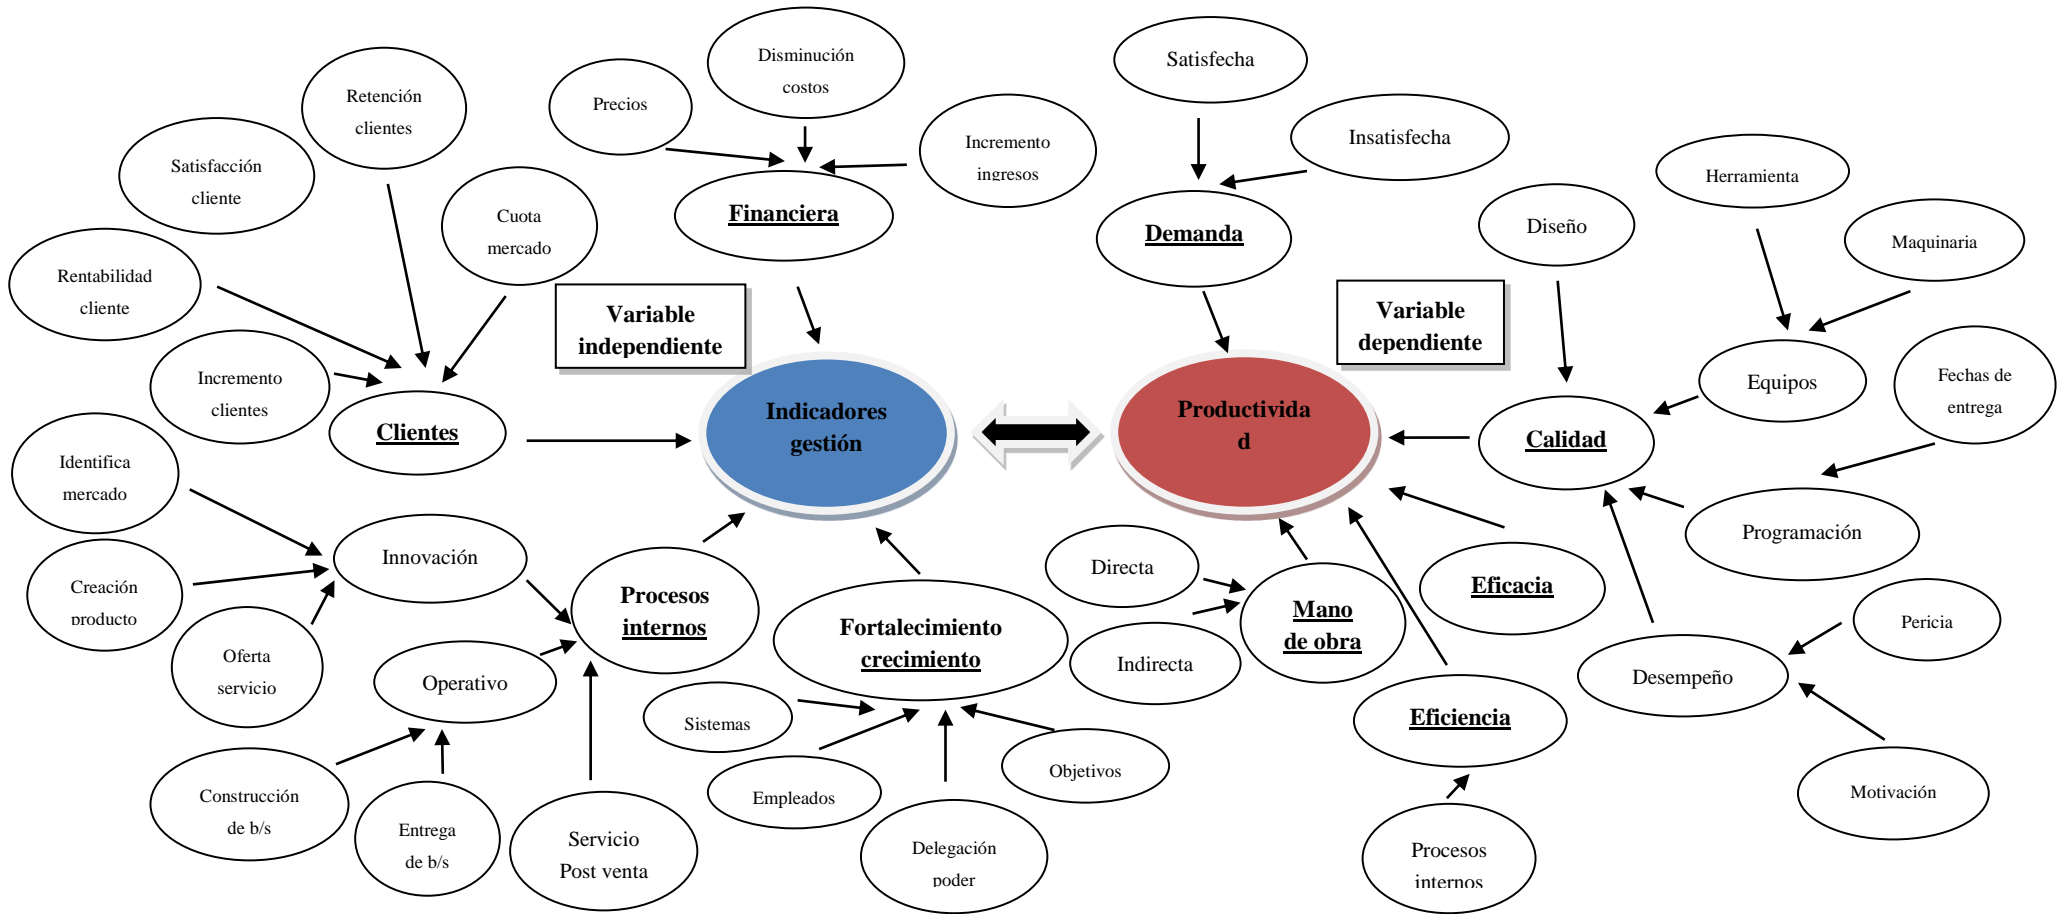 Disminución
costos
Satisfecha
Retención
clientes
Precios
Insatisfecha
Incremento
ingresos
Satisfacción
cliente
Herramienta
Cuota
mercado
Financiera
Demanda
Diseño
Maquinaria
Rentabilidad
cliente
Variable
independiente
Variable
dependiente
Incremento
clientes
Equipos
Fechas de
entrega
Clientes
Indicadores
gestión
Productivida
d
Calidad
Identifica
mercado
Innovación
Programación
Creación
producto
Procesos
internos
Directa
Eficacia
Fortalecimiento
crecimiento
Mano
de obra
Pericia
Oferta
servicio
Operativo
Indirecta
Desempeño
Sistemas
Eficiencia
Objetivos
Construcción
de b/s
Empleados
Motivación
Entrega
de b/s
Servicio
Post venta
Delegación
poder
Procesos
internos